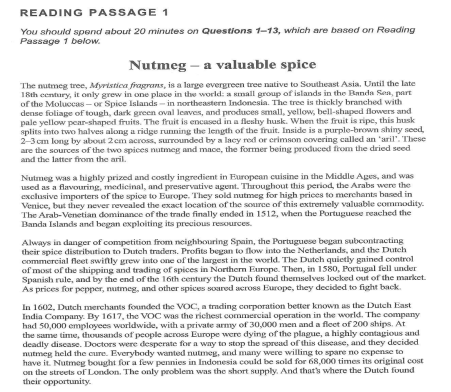 READING PASSAGE 1
You should spend about 20 minutes on Questions 1–13, which are based on Reading
Passage 1 below.
Nutmeg – a valuable spice
The nutmeg tree, Myristica fragrans, is a large evergreen tree native to Southeast Asia. Until the late
18th century, it only grew in one place in the world: a small group of islands in the Banda Sea, part
of the Moluccas – or Spice Islands – in northeastern Indonesia. The tree is thickly branched with
dense foliage of tough, dark green oval leaves, and produces small, yellow, bell-shaped flowers and
pale yellow pear-shaped fruits. The fruit is encased in a fleshy husk. When the fruit is ripe, this husk
splits into two halves along a ridge running the length of the fruit. Inside is a purple-brown shiny seed,
2–3 cm long by about 2 cm across, surrounded by a lacy red or crimson covering called an 'aril'. These
are the sources of the two spices nutmeg and mace, the former being produced from the dried seed
and the latter from the aril.
Nutmeg was a highly prized and costly ingredient in European cuisine in the Middle Ages, and was
used as a flavouring, medicinal, and preservative agent. Throughout this period, the Arabs were the
exclusive importers of the spice to Europe. They sold nutmeg for high prices to merchants based in
Venice, but they never revealed the exact location of the source of this extremely valuable commodity.
The Arab-Venetian dominance of the trade finally ended in 1512, when the Portuguese reached the
Banda Islands and began exploiting its precious resources.
Always in danger of competition from neighbouring Spain, the Portuguese began subcontracting
their spice distribution to Dutch traders. Profits began to flow into the Netherlands, and the Dutch
commercial fleet swiftly grew into one of the largest in the world. The Dutch quietly gained control
of most of the shipping and trading of spices in Northern Europe. Then, in 1580, Portugal fell under
Spanish rule, and by the end of the 16th century the Dutch found themselves locked out of the market.
As prices for pepper, nutmeg, and other spices soared across Europe, they decided to fight back.
In 1602, Dutch merchants founded the VOC, a trading corporation better known as the Dutch East
India Company. By 1617, the VOC was the richest commercial operation in the world. The company
had 50,000 employees worldwide, with a private army of 30,000 men and a fleet of 200 ships. At
the same time, thousands of people across Europe were dying of the plague, a highly contagious and
deadly disease. Doctors were desperate for a way to stop the spread of this disease, and they decided
nutmeg held the cure. Everybody wanted nutmeg, and many were willing to spare no expense to
have it. Nutmeg bought for a few pennies in Indonesia could be sold for 68,000 times its original cost
on the streets of London. The only problem was the short supply. And that's where the Dutch found
their opportunity.